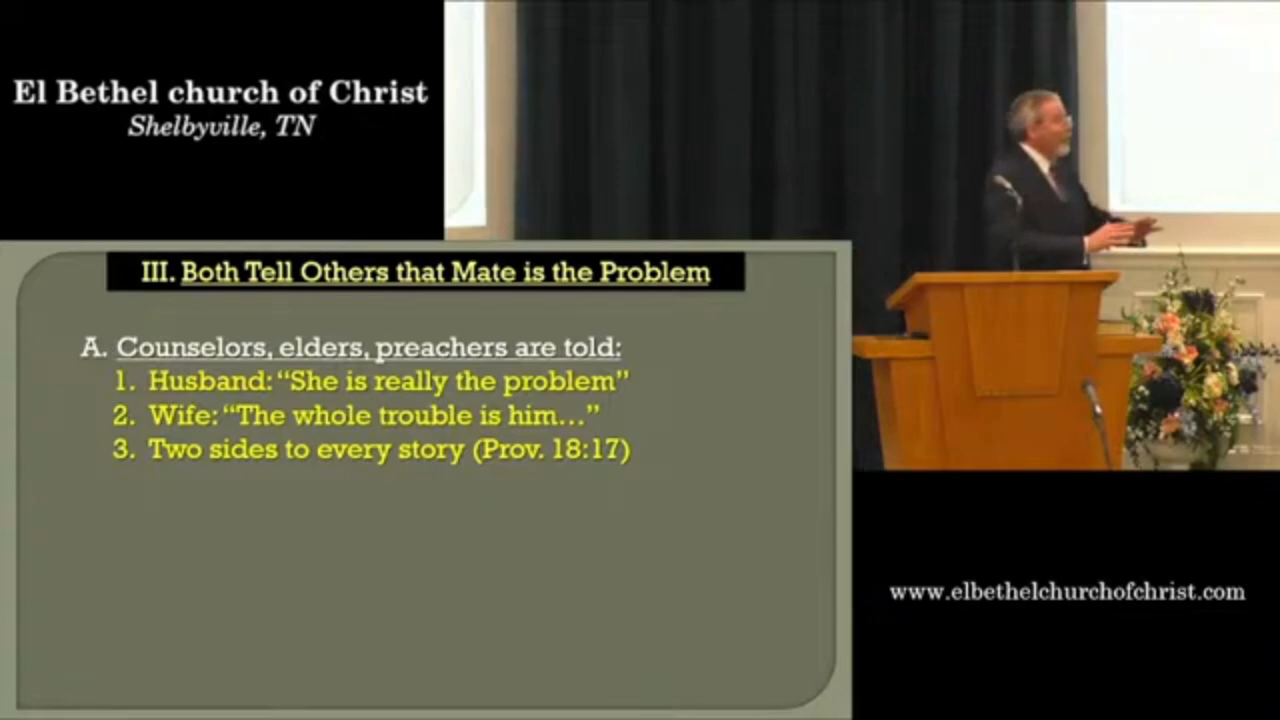 El Bethel church of Christ
Shelbyville, TN
III. Both Tell Others that Mate is the Problem
A. Counselors, elders, preachers are told:
1. Husband: “She is really the problem”
2. Wife: “The whole trouble is him…”
3. Two sides to every story (Prov. 18:17)
www.elbethelchurchofchrist.com